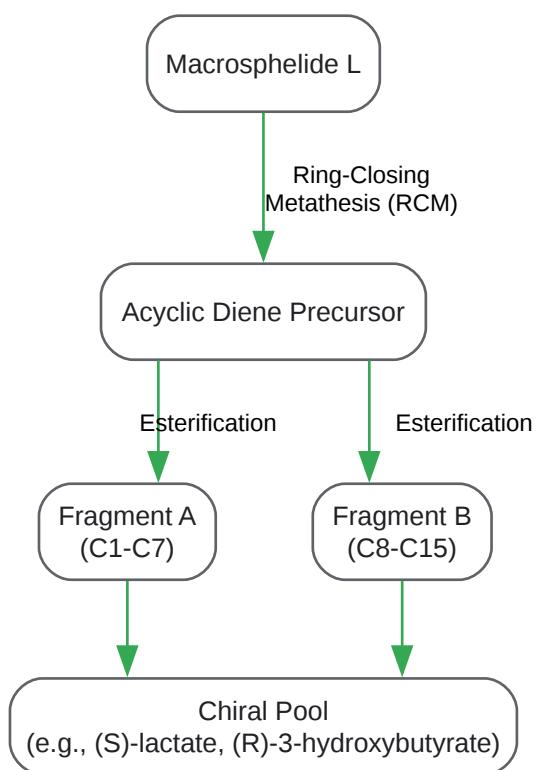 Macrosphelide L
Ring-Closing
Metathesis (RCM)
Acyclic Diene Precursor
Esterification
Esterification
Fragment A
(C1-C7)
Fragment B
(C8-C15)
Chiral Pool
(e.g., (S)-lactate, (R)-3-hydroxybutyrate)